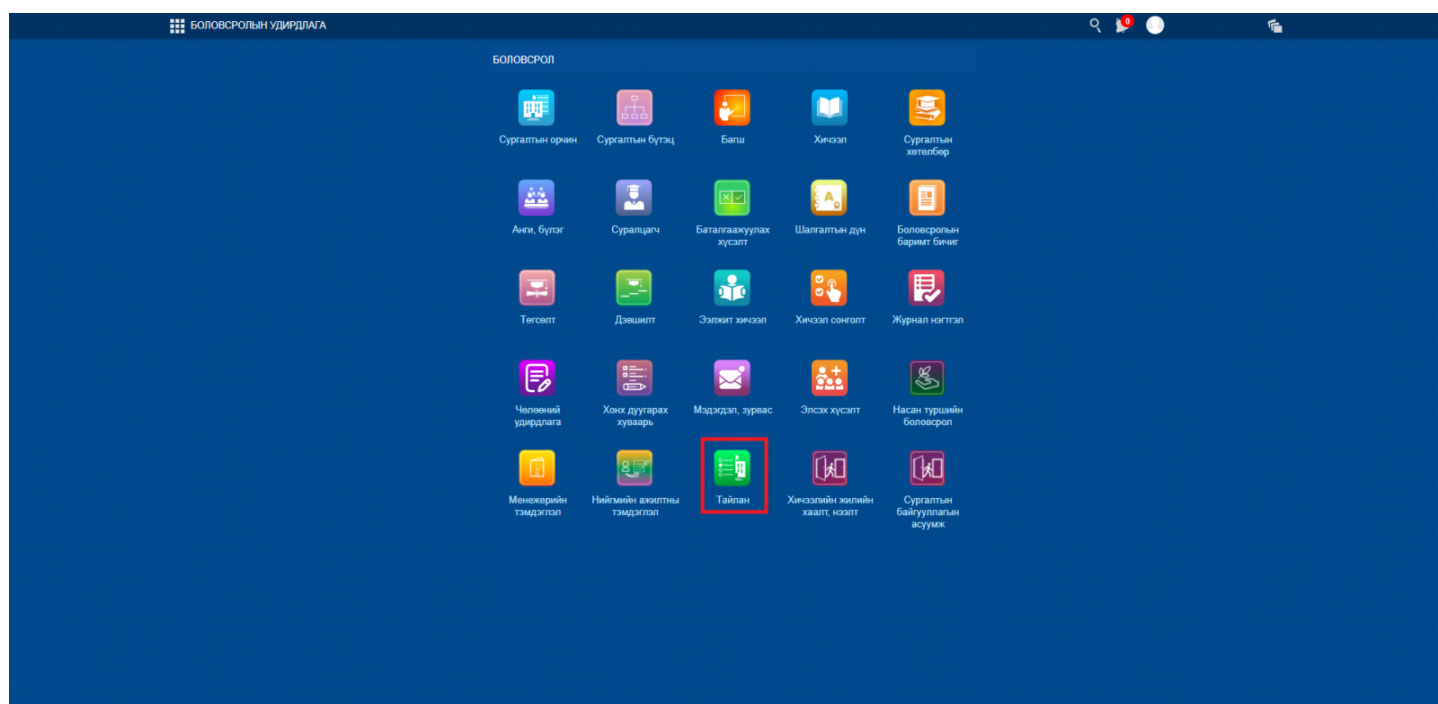 БОЛОВСРОЛЫН УДИРДЛАГА
0
БОЛОВСРОЛ
Сургалтын орчин
Сургалтын бүтэц
Багш
Хичээл
Сургалтын
хөтөлбөр
Анги, бүлэг
Суралцагч
Баталгаажуулах
хүсэлт
Шалгалтын дүн
Боловсролын
баримт бичиг
Төгсөлт
Дэвшилт
Ээлжит хичээл
Хичээл сонголт
Журнал нэгтгэл
Чөлөөний
удирдлага
Хонх дуугарах
хуваарь
Мэдэгдэл, зурвас
Элсэх хүсэлт
Насан туршийн
боловсрол
Менежерийн
тэмдэглэл
Нийгмийн ажилтны
тэмдэглэл
Тайлан
Хичээлийн жилийн
хаалт, нээлт
Сургалтын
байгууллагын
асуумж